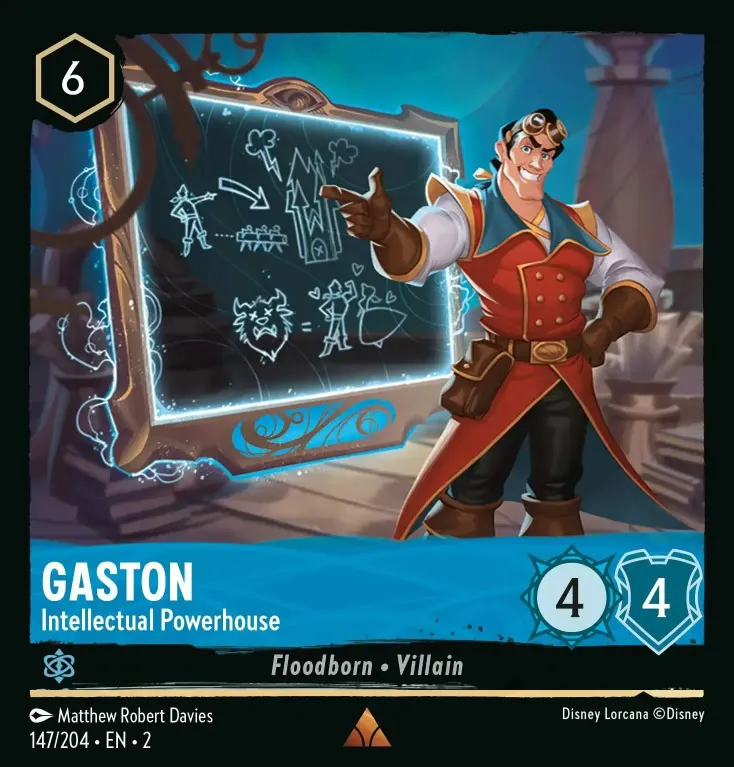 6
GASTON
Intellectual Powerhouse
4 4
Floodborn • Villain
Matthew Robert Davies
Disney Lorcana ©Disney
147/204 • EN • 2